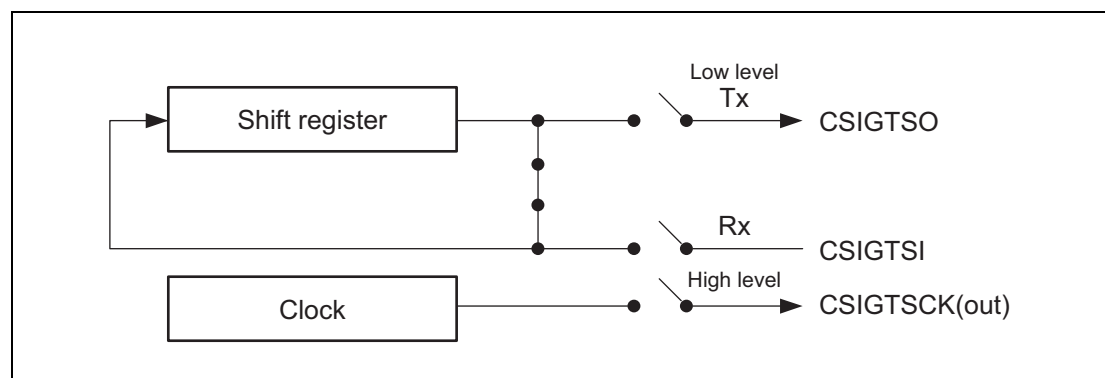 Low level
Shift register
Tx
CSIGTSO
Rx
CSIGTSI
High level
Clock
CSIGTSCK(out)